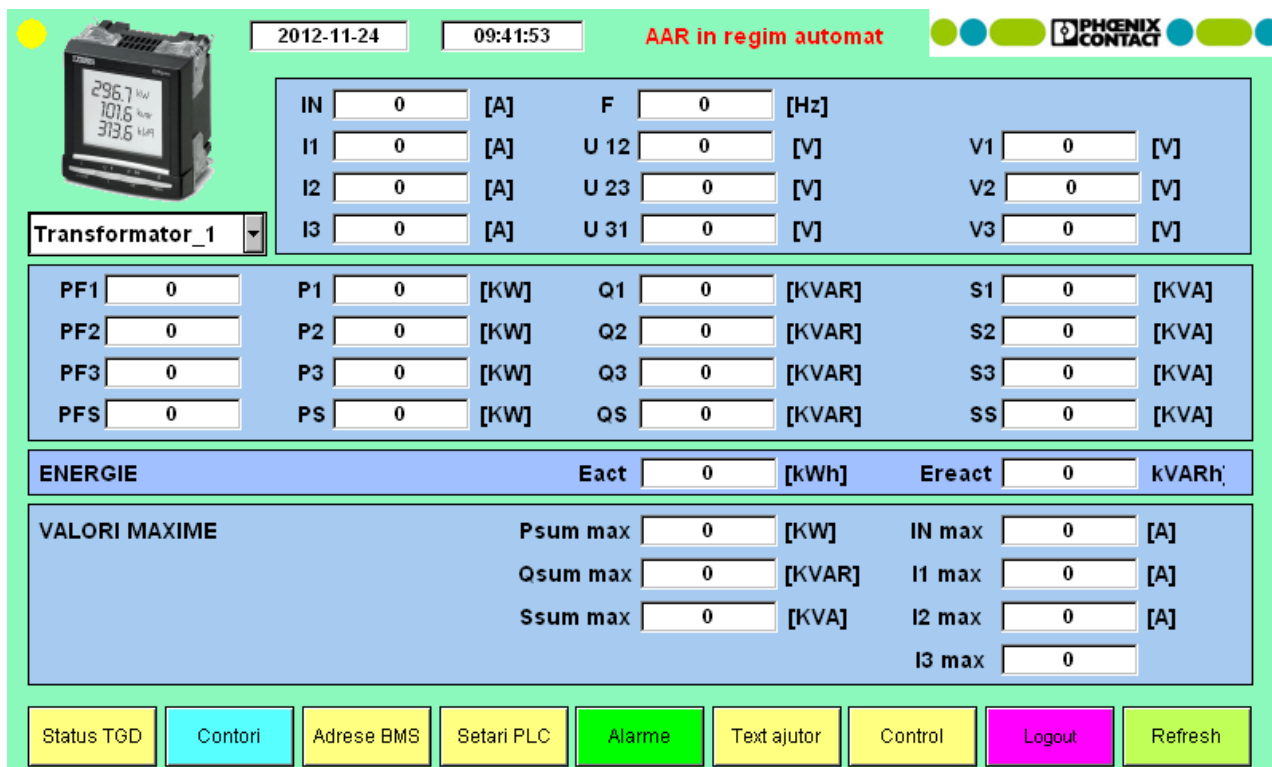 2012-11-24 09:41:53 AAR in regim automat PHŒNIX CONTACT
296.7 kW
101.6 kvar
313.6 kVA
IN 0 [A] F 0 [Hz]
I1 0 [A] U 12 0 [V] V1 0 [V]
I2 0 [A] U 23 0 [V] V2 0 [V]
Transformator_1 I3 0 [A] U 31 0 [V] V3 0 [V]
PF1 0 P1 0 [KW] Q1 0 [KVAR] S1 0 [KVA]
PF2 0 P2 0 [KW] Q2 0 [KVAR] S2 0 [KVA]
PF3 0 P3 0 [KW] Q3 0 [KVAR] S3 0 [KVA]
PFS 0 PS 0 [KW] QS 0 [KVAR] SS 0 [KVA]
ENERGIE Eact 0 [kWh] Ereact 0 kVARh]
VALORI MAXIME Psum max 0 [KW] IN max 0 [A]
Qsum max 0 [KVAR] I1 max 0 [A]
Ssum max 0 [KVA] I2 max 0 [A]
I3 max 0
Status TGD Contori Adrese BMS Setari PLC Alarme Text ajutor Control Logout Refresh